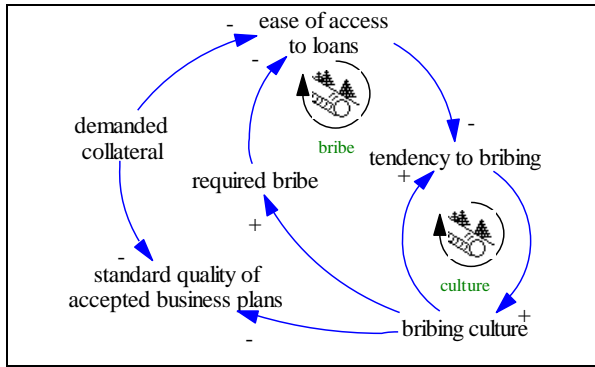 ease of access
to loans
-
-
demanded
collateral
bribe
-
tendency to bribing
required bribe
+
+
culture
-
standard quality of
accepted business plans
bribing culture
+
-